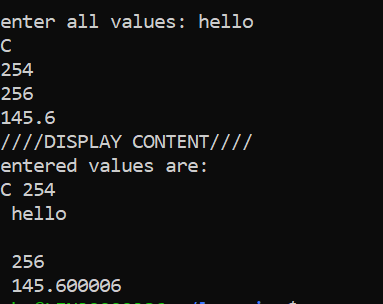 enter all values: hello
C
254
256
145.6
////DISPLAY CONTENT////
entered values are:
C 254
hello
256
145.600006